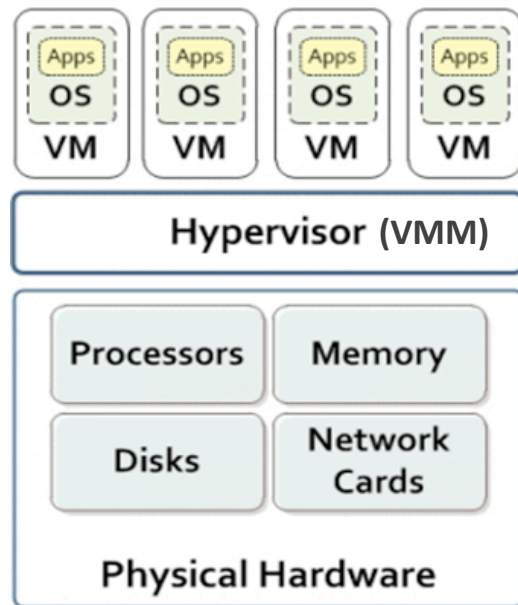 Apps Apps Apps Apps
OS OS OS OS
VM VM VM VM
Hypervisor (VMM)
Processors Memory
Disks Network Cards
Physical Hardware